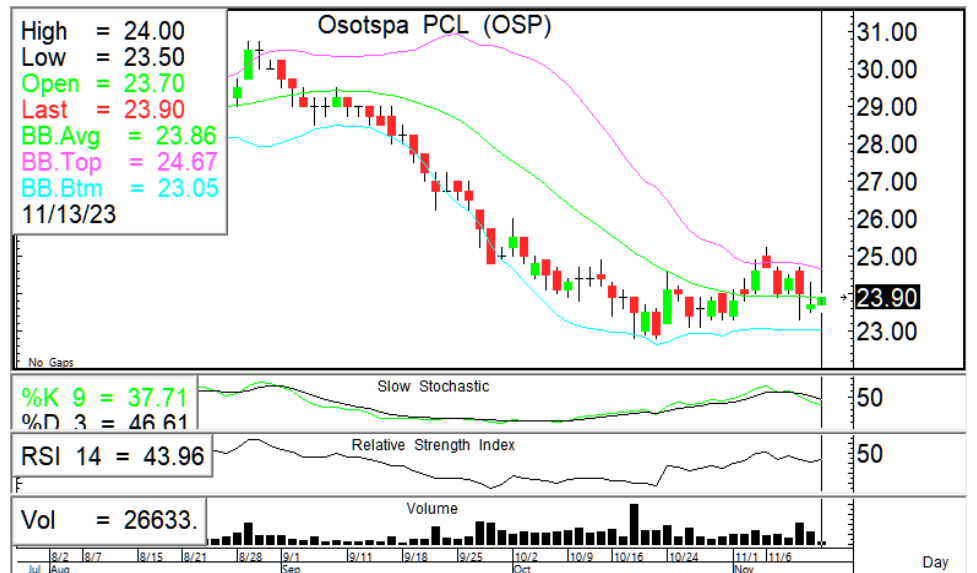 Osotspa PCL (OSP)
High = 24.00
Low = 23.50
Open = 23.70
Last = 23.90
BB.Avg = 23.86
BB.Top = 24.67
BB.Btm = 23.05
11/13/23
31.00
30.00
29.00
28.00
27.00
26.00
25.00
23.90
23.00
No Gaps
Slow Stochastic
%K 9 = 37.71
%D 3 = 46.61
50
Relative Strength Index
RSI 14 = 43.96
50
Volume
Vol = 26633.
8/2 8/7 8/15 8/21 8/28 9/1 9/11 9/18 9/25 10/2 10/9 10/16 10/24 11/1 11/6
Jul Aug Sep Oct Nov Day